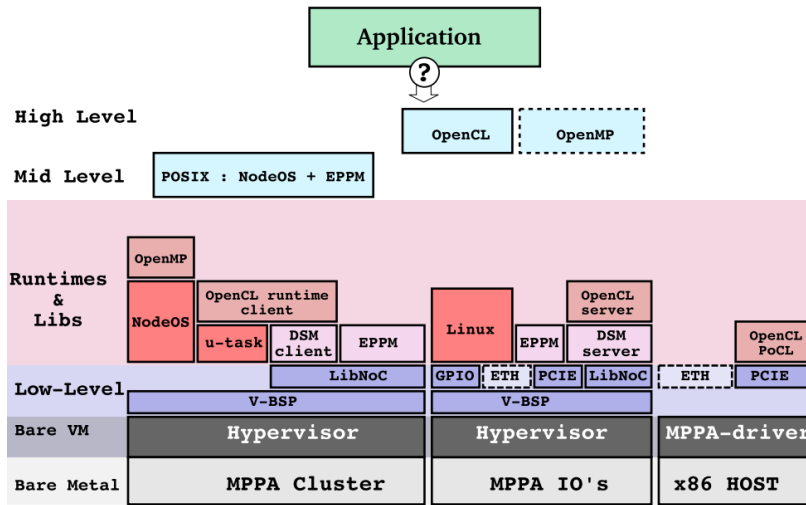 Application
?
High Level
OpenCL
OpenMP
Mid Level
POSIX : NodeOS + EPPM
Runtimes
&
Libs
OpenMP
NodeOS
OpenCL runtime
client
u-task
DSM
client
EPPM
Linux
EPPM
OpenCL
server
DSM
server
OpenCL
PoCL
Low-Level
LibNoC
GPIO
ETH
PCIE
LibNoC
ETH
PCIE
V-BSP
V-BSP
Bare VM
Hypervisor
Hypervisor
MPPA-driver
Bare Metal
MPPA Cluster
MPPA IO's
x86 HOST